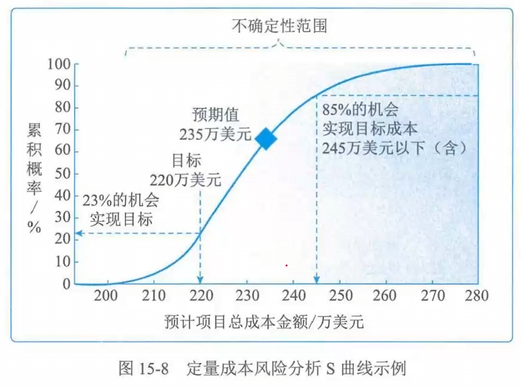 不确定性范围
100
90
80
70
60
50
40
30
20
10
0
累积概率/%
预期值
235万美元
目标
220万美元
23%的机会
实现目标
85%的机会
实现目标成本
245万美元以下（含）
200 210 220 230 240 250 260 270 280
预计项目总成本金额/万美元
图 15-8 定量成本风险分析 S 曲线示例